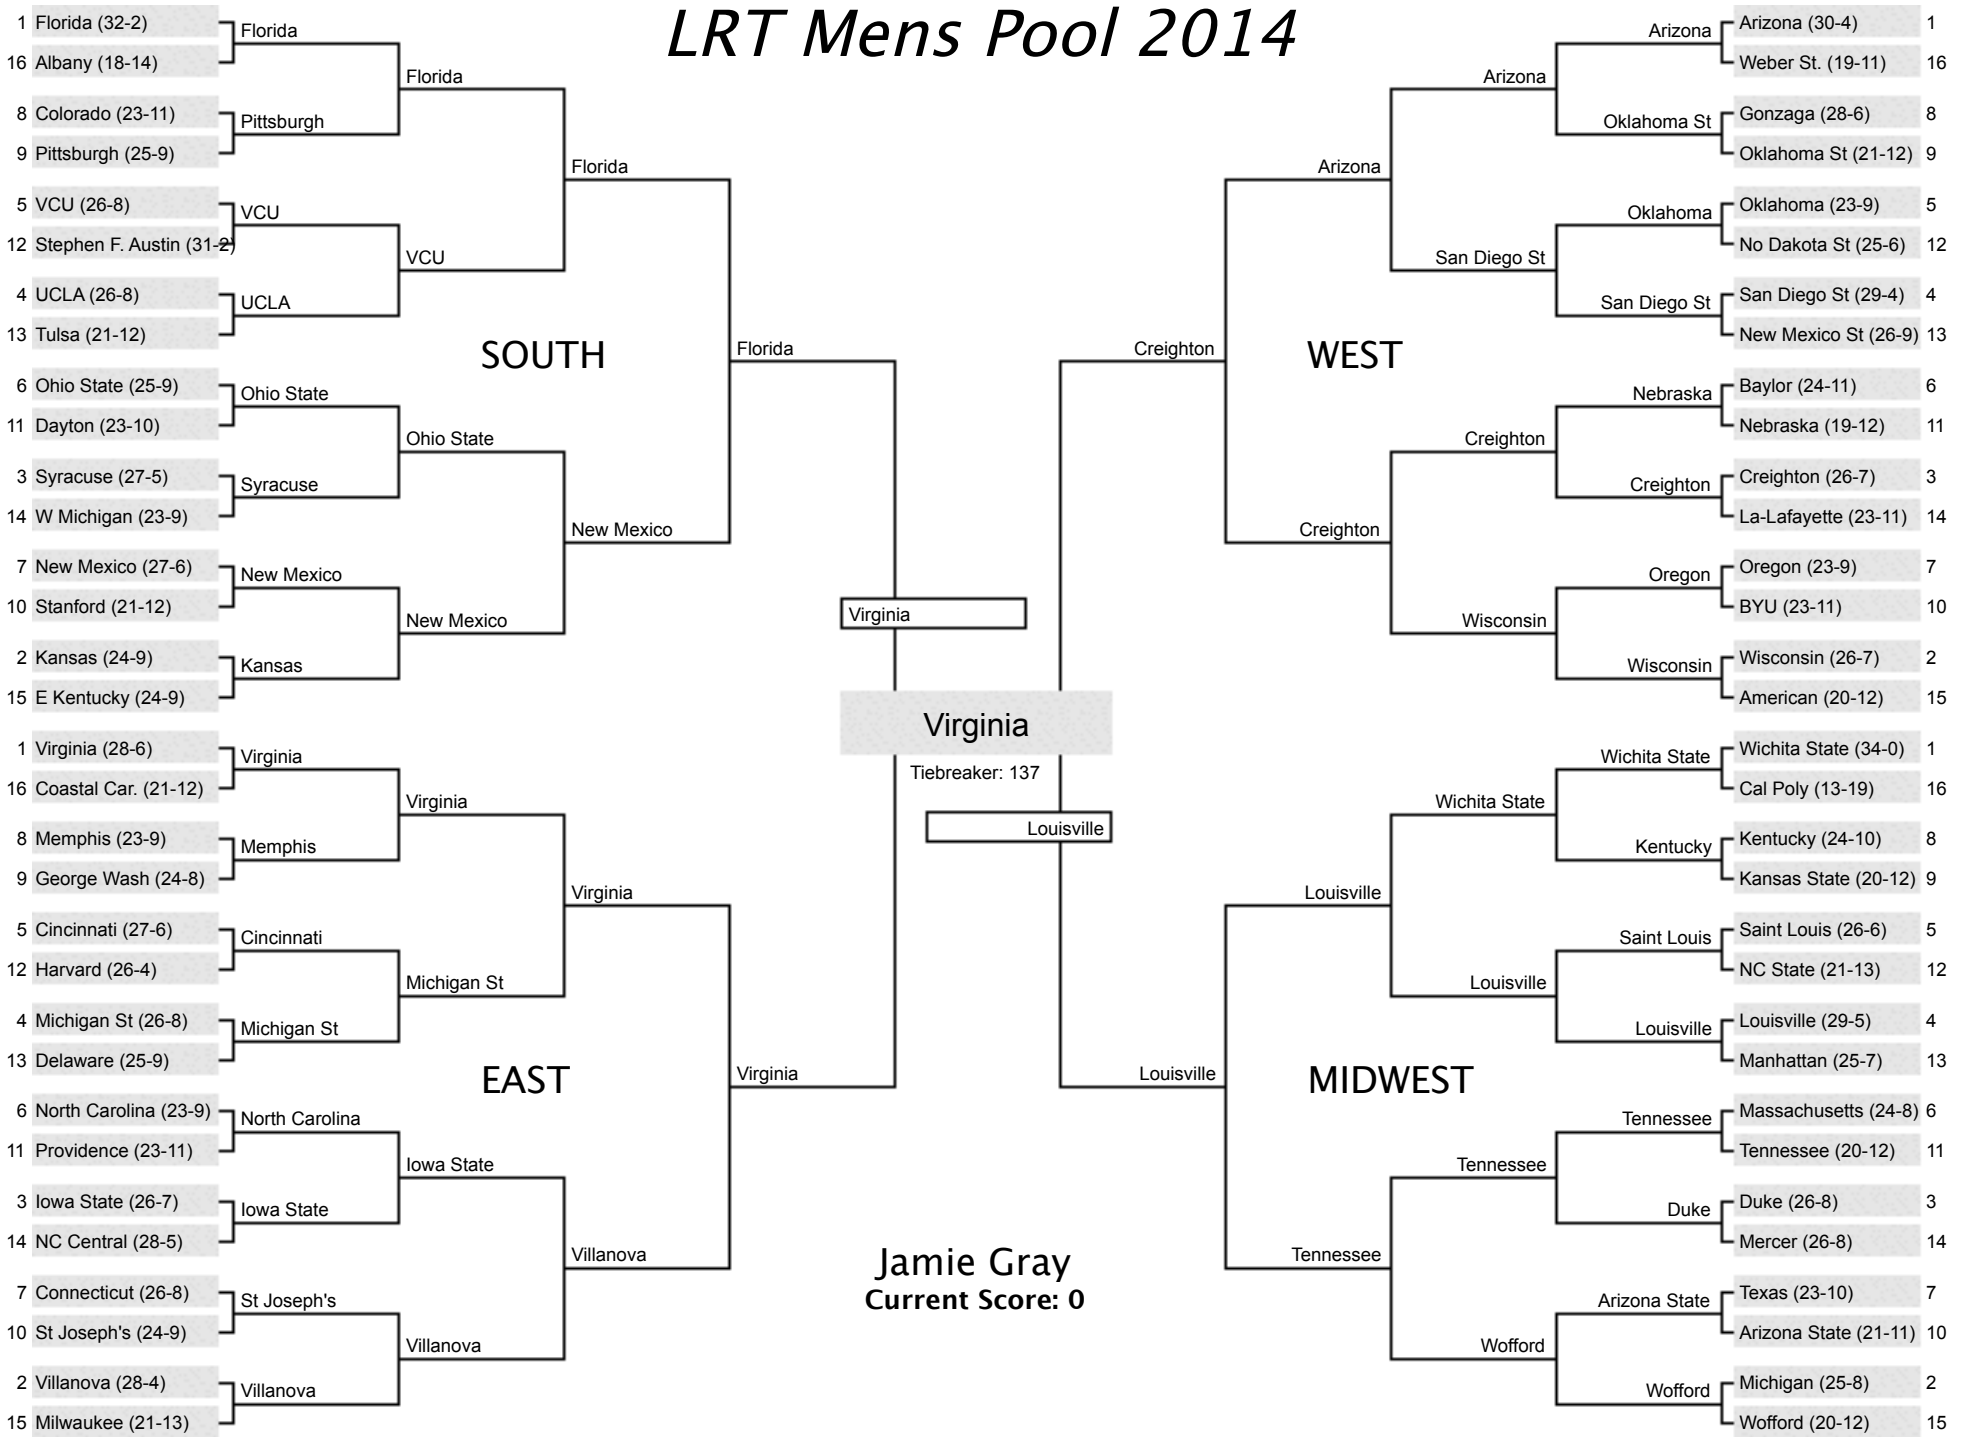 LRT Mens Pool 2014
1 Florida (32-2)
Florida
16 Albany (18-14)
Florida
8 Colorado (23-11)
Pittsburgh
9 Pittsburgh (25-9)
Florida
5 VCU (26-8)
VCU
12 Stephen F. Austin (31-2)
VCU
4 UCLA (26-8)
UCLA
13 Tulsa (21-12)
SOUTH
Florida
6 Ohio State (25-9)
Ohio State
11 Dayton (23-10)
Ohio State
3 Syracuse (27-5)
Syracuse
14 W Michigan (23-9)
New Mexico
7 New Mexico (27-6)
New Mexico
10 Stanford (21-12)
New Mexico
2 Kansas (24-9)
Kansas
15 E Kentucky (24-9)
1 Virginia (28-6)
Virginia
16 Coastal Car. (21-12)
Virginia
8 Memphis (23-9)
Memphis
9 George Wash (24-8)
Virginia
5 Cincinnati (27-6)
Cincinnati
12 Harvard (26-4)
Michigan St
4 Michigan St (26-8)
Michigan St
13 Delaware (25-9)
EAST
Virginia
6 North Carolina (23-9)
North Carolina
11 Providence (23-11)
Iowa State
3 Iowa State (26-7)
Iowa State
14 NC Central (28-5)
Villanova
7 Connecticut (26-8)
St Joseph's
10 St Joseph's (24-9)
Villanova
2 Villanova (28-4)
Villanova
15 Milwaukee (21-13)
Virginia
Virginia
Tiebreaker: 137
Louisville
Jamie Gray
Current Score: 0
Arizona (30-4) 1
Arizona
Weber St. (19-11) 16
Arizona
Gonzaga (28-6) 8
Oklahoma St
Oklahoma St (21-12) 9
Arizona
Oklahoma (23-9) 5
Oklahoma
No Dakota St (25-6) 12
San Diego St
San Diego St (29-4) 4
San Diego St
New Mexico St (26-9) 13
Creighton
WEST
Baylor (24-11) 6
Nebraska
Nebraska (19-12) 11
Creighton
Creighton (26-7) 3
Creighton
La-Lafayette (23-11) 14
Creighton
Oregon (23-9) 7
Oregon
BYU (23-11) 10
Wisconsin
Wisconsin (26-7) 2
Wisconsin
American (20-12) 15
Wichita State (34-0) 1
Wichita State
Cal Poly (13-19) 16
Wichita State
Kentucky (24-10) 8
Kentucky
Kansas State (20-12) 9
Louisville
Saint Louis (26-6) 5
Saint Louis
NC State (21-13) 12
Louisville
Louisville (29-5) 4
Louisville
Manhattan (25-7) 13
Louisville
MIDWEST
Massachusetts (24-8) 6
Tennessee
Tennessee (20-12) 11
Tennessee
Duke (26-8) 3
Duke
Mercer (26-8) 14
Tennessee
Texas (23-10) 7
Arizona State
Arizona State (21-11) 10
Wofford
Michigan (25-8) 2
Wofford
Wofford (20-12) 15